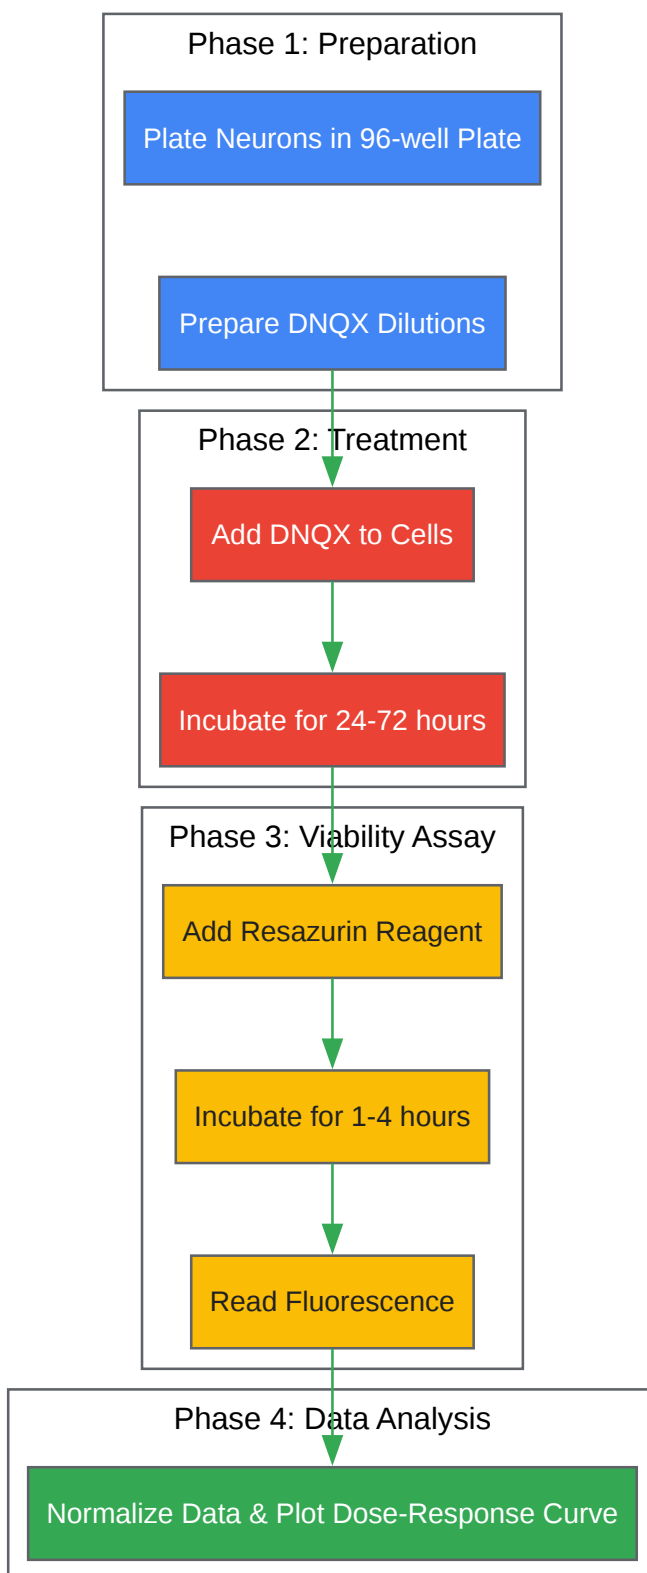 Phase 1: Preparation
Plate Neurons in 96-well Plate
Prepare DNQX Dilutions
Phase 2: Treatment
Add DNQX to Cells
Incubate for 24-72 hours
Phase 3: Viability Assay
Add Resazurin Reagent
Incubate for 1-4 hours
Read Fluorescence
Phase 4: Data Analysis
Normalize Data & Plot Dose-Response Curve